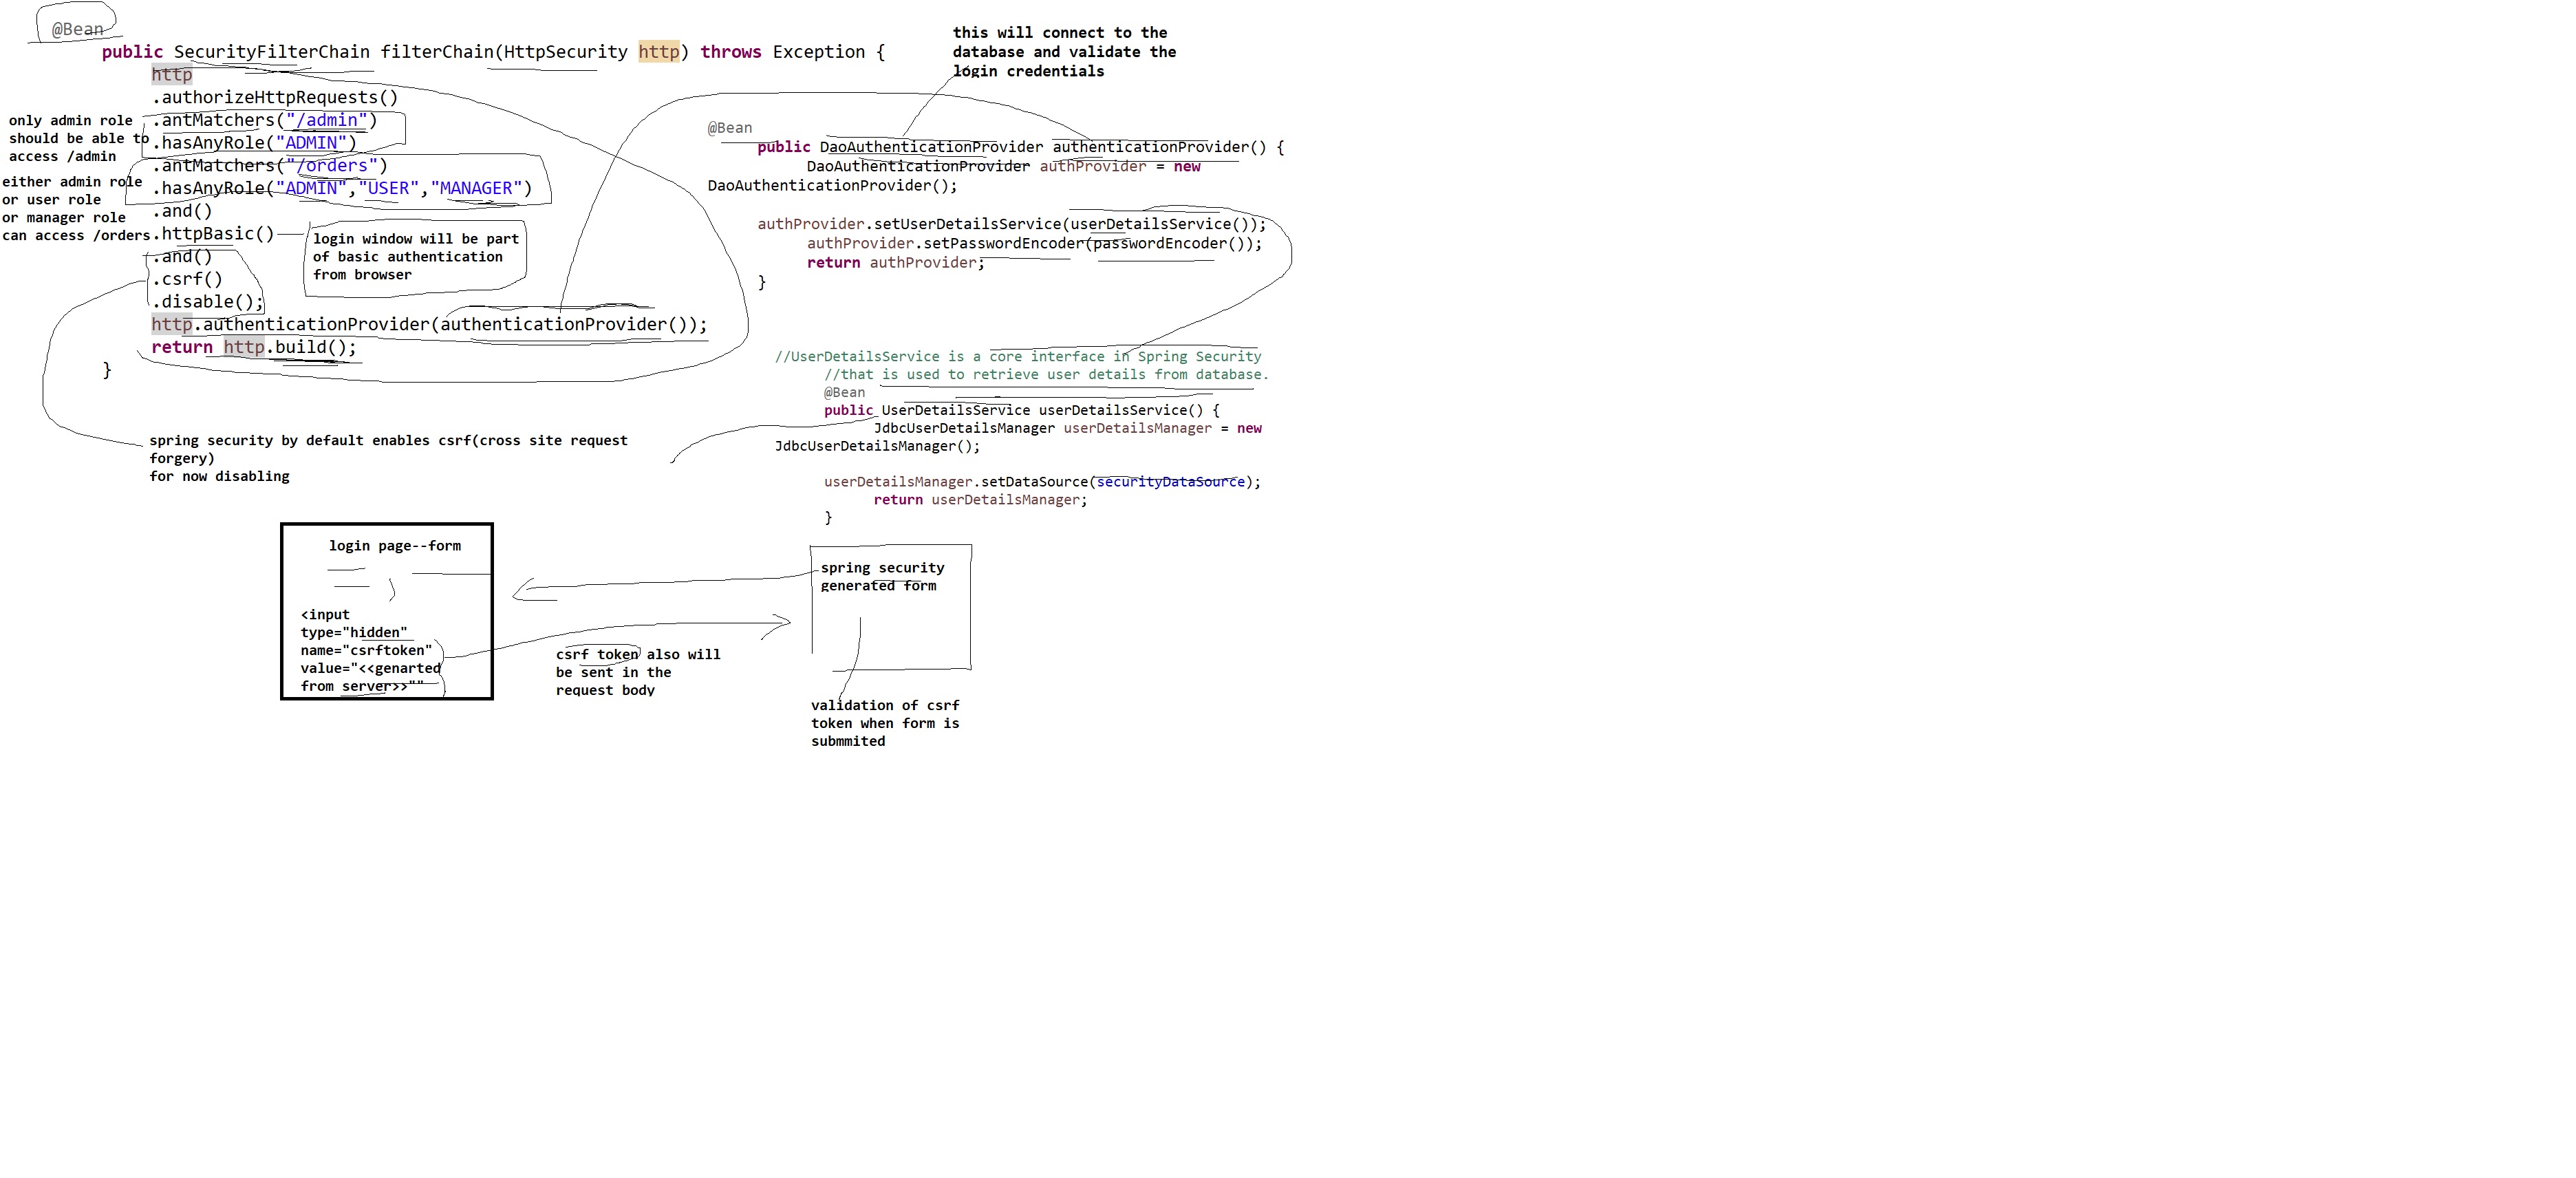 @Bean
public SecurityFilterChain filterChain(HttpSecurity http) throws Exception {
http
.authorizeHttpRequests()
.antMatchers("/admin")
.hasAnyRole("ADMIN")
.antMatchers("/orders")
.hasAnyRole("ADMIN","USER","MANAGER")
.and()
.httpBasic()
.and()
.csrf()
.disable();
http.authenticationProvider(authenticationProvider());
return http.build();
}
only admin role
should be able to
access /admin
either admin role
or user role
or manager role
can access /orders
login window will be part
of basic authentication
from browser
spring security by default enables csrf(cross site request
forgery)
for now disabling
this will connect to the
database and validate the
login credentials
@Bean
public DaoAuthenticationProvider authenticationProvider() {
DaoAuthenticationProvider authProvider = new
DaoAuthenticationProvider();
authProvider.setUserDetailsService(userDetailsService());
authProvider.setPasswordEncoder(passwordEncoder());
return authProvider;
}
//UserDetailsService is a core interface in Spring Security
//that is used to retrieve user details from database.
@Bean
public UserDetailsService userDetailsService() {
JdbcUserDetailsManager userDetailsManager = new
JdbcUserDetailsManager();
userDetailsManager.setDataSource(securityDataSource);
return userDetailsManager;
}
login page--form
<input
type="hidden"
name="csrftoken"
value="<<genarted
from server>>""
csrf token also will
be sent in the
request body
spring security
generated form
validation of csrf
token when form is
submmited